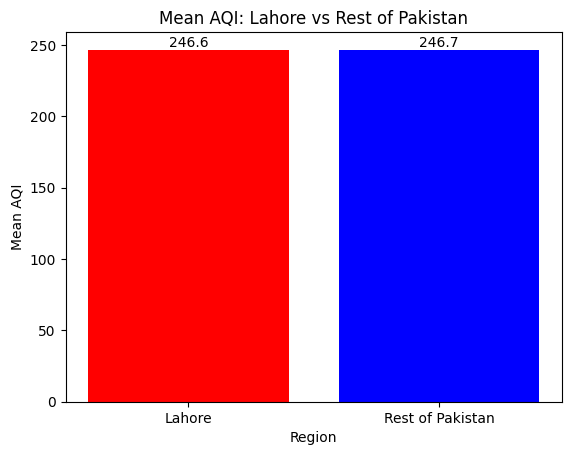 Mean AQI: Lahore vs Rest of Pakistan
246.6
246.7
250
200
150
100
50
0
Mean AQI
Lahore
Rest of Pakistan
Region